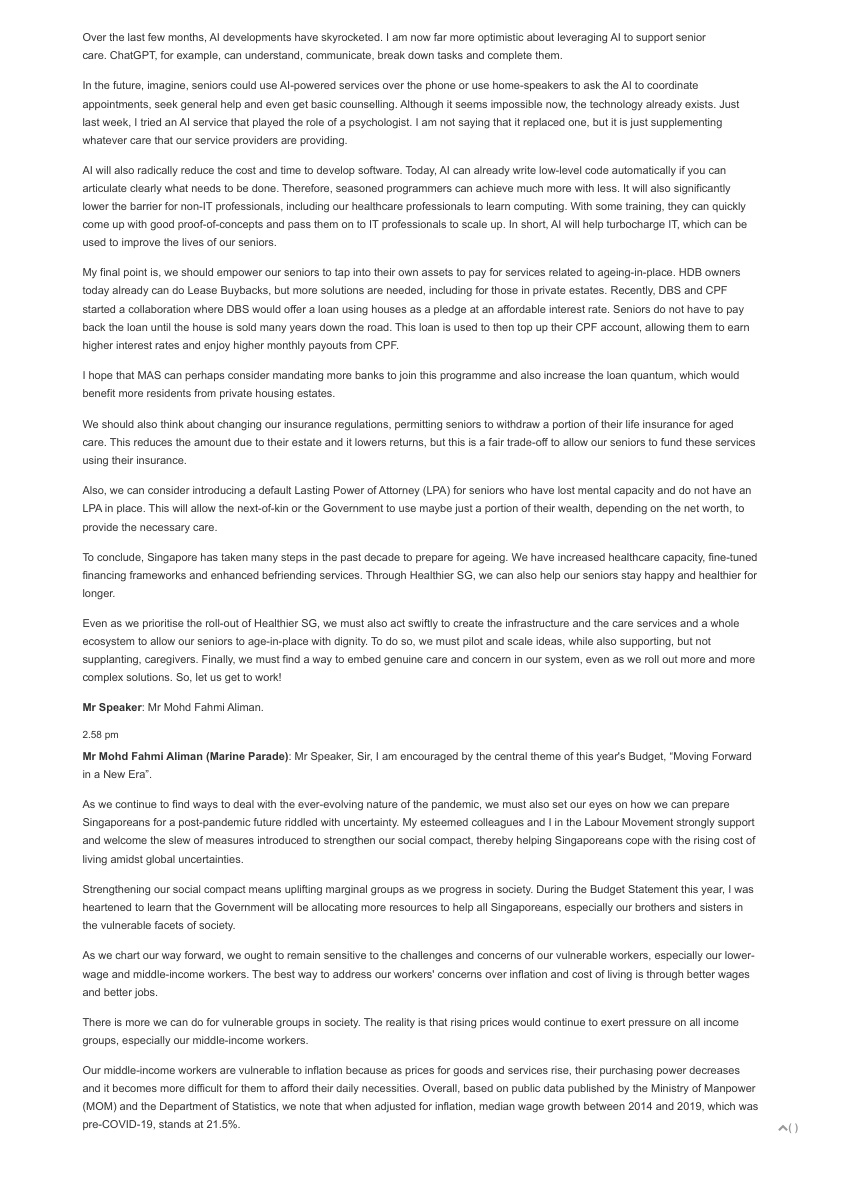 Over the last few months, AI developments have skyrocketed. I am now far more optimistic about leveraging AI to support senior
care. ChatGPT, for example, can understand, communicate, break down tasks and complete them.
In the future, imagine, seniors could use AI-powered services over the phone or use home-speakers to ask the AI to coordinate
appointments, seek general help and even get basic counselling. Although it seems impossible now, the technology already exists. Just
last week, I tried an AI service that played the role of a psychologist. I am not saying that it replaced one, but it is just supplementing
whatever care that our service providers are providing.
AI will also radically reduce the cost and time to develop software. Today, AI can already write low-level code automatically if you can
articulate clearly what needs to be done. Therefore, seasoned programmers can achieve much more with less. It will also significantly
lower the barrier for non-IT professionals, including our healthcare professionals to learn computing. With some training, they can quickly
come up with good proof-of-concepts and pass them on to IT professionals to scale up. In short, AI will help turbocharge IT, which can be
used to improve the lives of our seniors.
My final point is, we should empower our seniors to tap into their own assets to pay for services related to ageing-in-place. HDB owners
today already can do Lease Buybacks, but more solutions are needed, including for those in private estates. Recently, DBS and CPF
started a collaboration where DBS would offer a loan using houses as a pledge at an affordable interest rate. Seniors do not have to pay
back the loan until the house is sold many years down the road. This loan is used to then top up their CPF account, allowing them to earn
higher interest rates and enjoy higher monthly payouts from CPF.
I hope that MAS can perhaps consider mandating more banks to join this programme and also increase the loan quantum, which would
benefit more residents from private housing estates.
We should also think about changing our insurance regulations, permitting seniors to withdraw a portion of their life insurance for aged
care. This reduces the amount due to their estate and it lowers returns, but this is a fair trade-off to allow our seniors to fund these services
using their insurance.
Also, we can consider introducing a default Lasting Power of Attorney (LPA) for seniors who have lost mental capacity and do not have an
LPA in place. This will allow the next-of-kin or the Government to use maybe just a portion of their wealth, depending on the net worth, to
provide the necessary care.
To conclude, Singapore has taken many steps in the past decade to prepare for ageing. We have increased healthcare capacity, fine-tuned
financing frameworks and enhanced befriending services. Through Healthier SG, we can also help our seniors stay happy and healthier for
longer.
Even as we prioritise the roll-out of Healthier SG, we must also act swiftly to create the infrastructure and the care services and a whole
ecosystem to allow our seniors to age-in-place with dignity. To do so, we must pilot and scale ideas, while also supporting, but not
supplanting, caregivers. Finally, we must find a way to embed genuine care and concern in our system, even as we roll out more and more
complex solutions. So, let us get to work!
Mr Speaker: Mr Mohd Fahmi Aliman.
2.58 pm
Mr Mohd Fahmi Aliman (Marine Parade): Mr Speaker, Sir, I am encouraged by the central theme of this year's Budget, “Moving Forward
in a New Era”.
As we continue to find ways to deal with the ever-evolving nature of the pandemic, we must also set our eyes on how we can prepare
Singaporeans for a post-pandemic future riddled with uncertainty. My esteemed colleagues and I in the Labour Movement strongly support
and welcome the slew of measures introduced to strengthen our social compact, thereby helping Singaporeans cope with the rising cost of
living amidst global uncertainties.
Strengthening our social compact means uplifting marginal groups as we progress in society. During the Budget Statement this year, I was
heartened to learn that the Government will be allocating more resources to help all Singaporeans, especially our brothers and sisters in
the vulnerable facets of society.
As we chart our way forward, we ought to remain sensitive to the challenges and concerns of our vulnerable workers, especially our lower-
wage and middle-income workers. The best way to address our workers' concerns over inflation and cost of living is through better wages
and better jobs.
There is more we can do for vulnerable groups in society. The reality is that rising prices would continue to exert pressure on all income
groups, especially our middle-income workers.
Our middle-income workers are vulnerable to inflation because as prices for goods and services rise, their purchasing power decreases
and it becomes more difficult for them to afford their daily necessities. Overall, based on public data published by the Ministry of Manpower
(MOM) and the Department of Statistics, we note that when adjusted for inflation, median wage growth between 2014 and 2019, which was
pre-COVID-19, stands at 21.5%.
( )